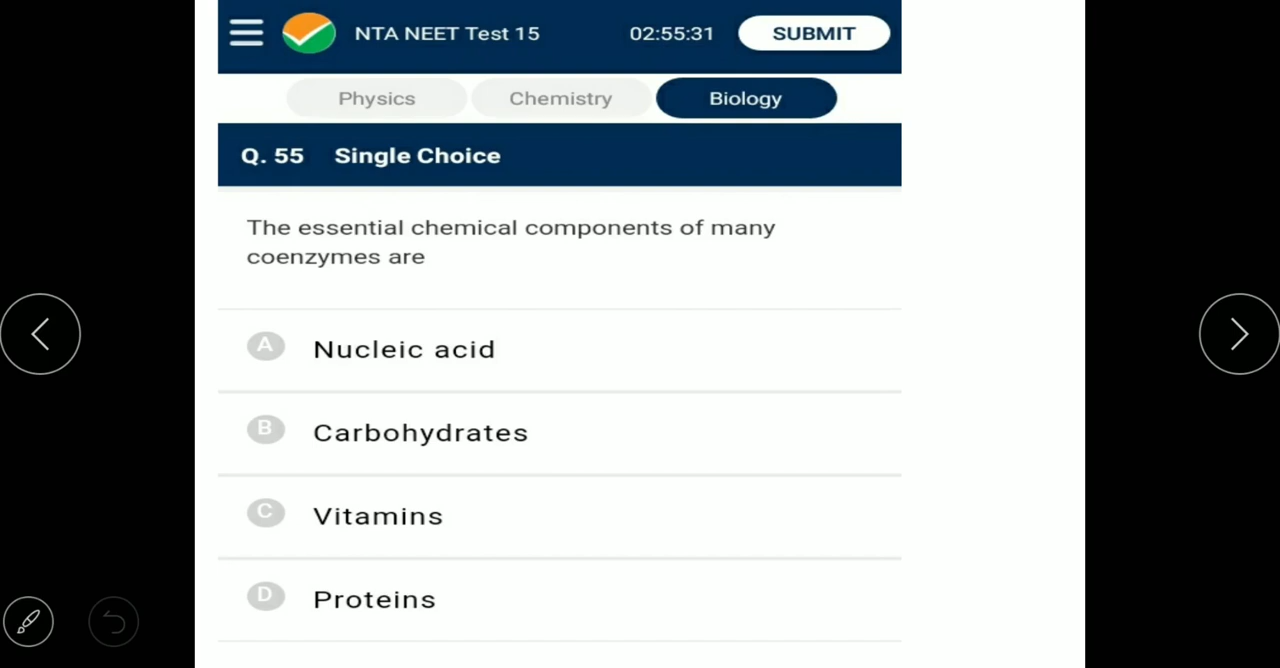 NTA NEET Test 15 02:55:31 SUBMIT
Physics Chemistry Biology
Q. 55 Single Choice
The essential chemical components of many
coenzymes are
A Nucleic acid
B Carbohydrates
C Vitamins
D Proteins